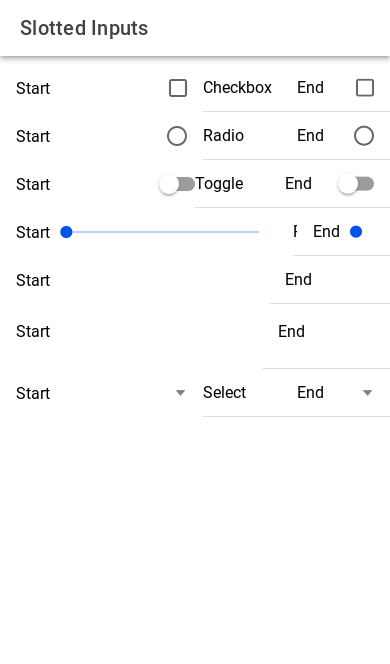 Slotted Inputs
Start Checkbox End
Start Radio End
Start Toggle End
Start End
Start End
Start End
Start Select End